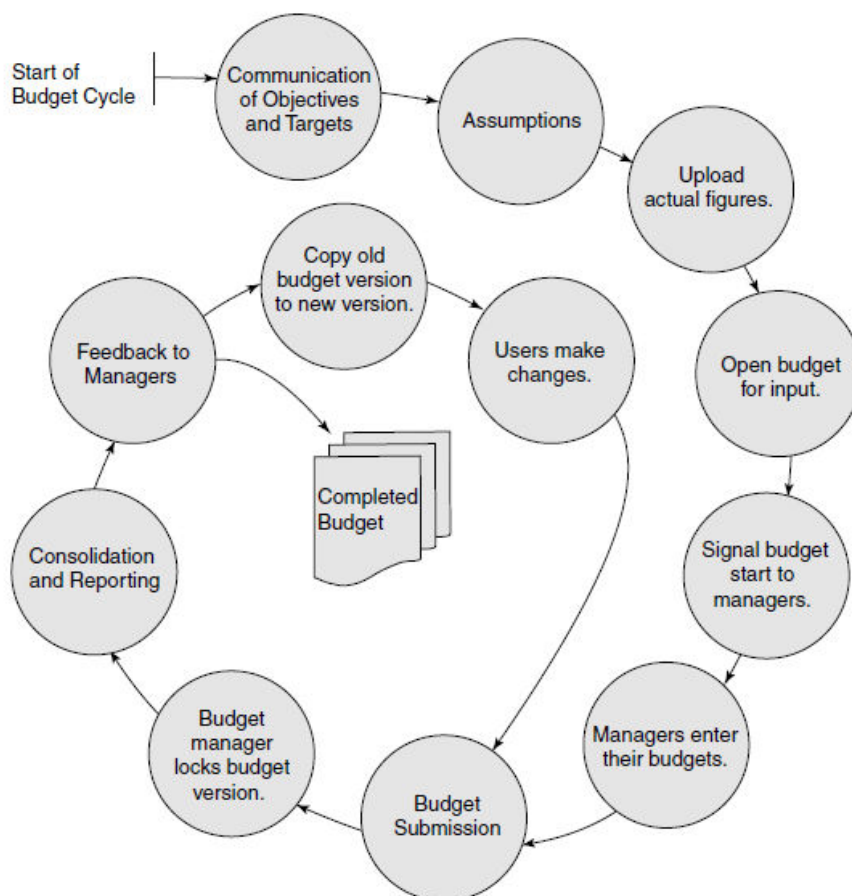 Start of
Budget Cycle
Communication
of Objectives
and Targets
Assumptions
Upload
actual figures.
Open budget
for input.
Signal budget
start to
managers.
Managers enter
their budgets.
Budget
Submission
Budget
manager
locks budget
version.
Consolidation
and Reporting
Feedback to
Managers
Copy old
budget version
to new version.
Users make
changes.
Completed
Budget